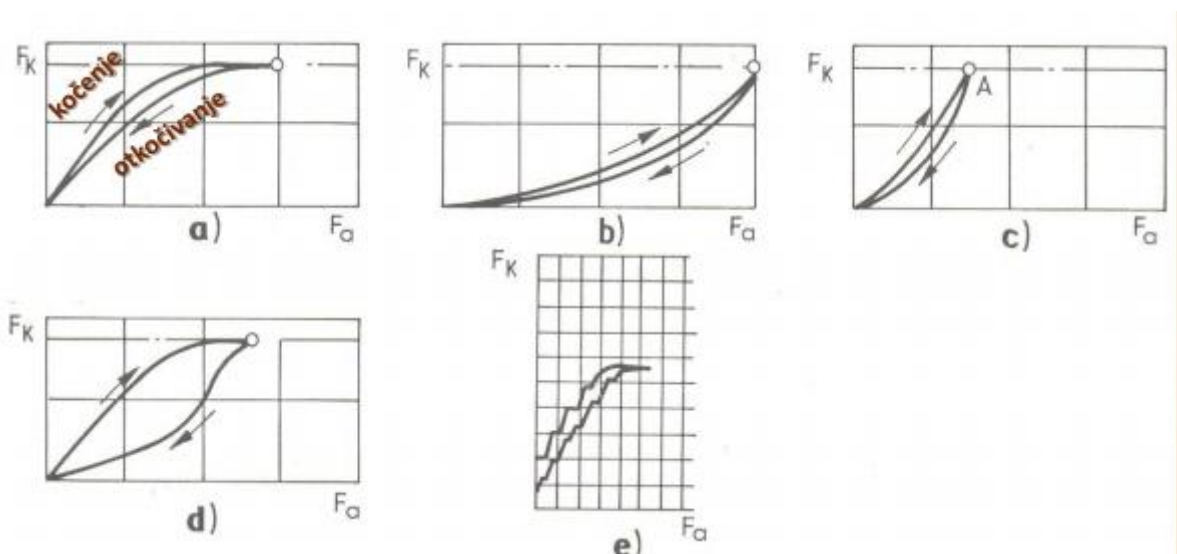 F_K
kočenje
otkočivanje
F_a
a)
F_K
F_a
b)
F_K
A
F_a
c)
F_K
F_a
d)
F_K
F_a
e)